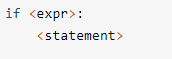 if <expr>:
    <statement>